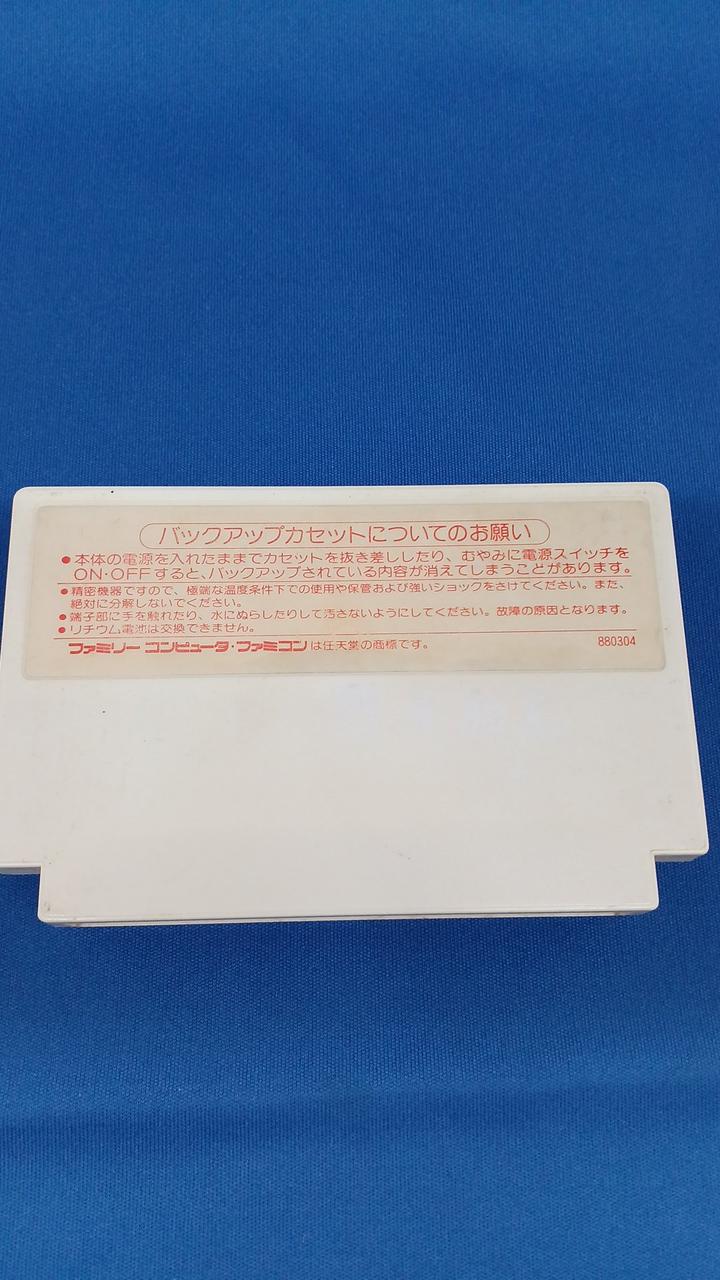 バックアップカセットについてのお願い
●本体の電源を入れたままでカセットを抜き差ししたり、むやみに電源スイッチを
ON・OFFすると、バックアップされている内容が消えてしまうことがあります。
●精密機器ですので、極端な温度条件下での使用や保管および強いショックをさけてください。また、
絶対に分解しないでください。
●端子部に手を触れたり、水にぬらしたりして汚さないようにしてください。故障の原因となります。
●リチウム電池は交換できません。
ファミリー コンピュータ・ファミコンは任天堂の商標です。 880304